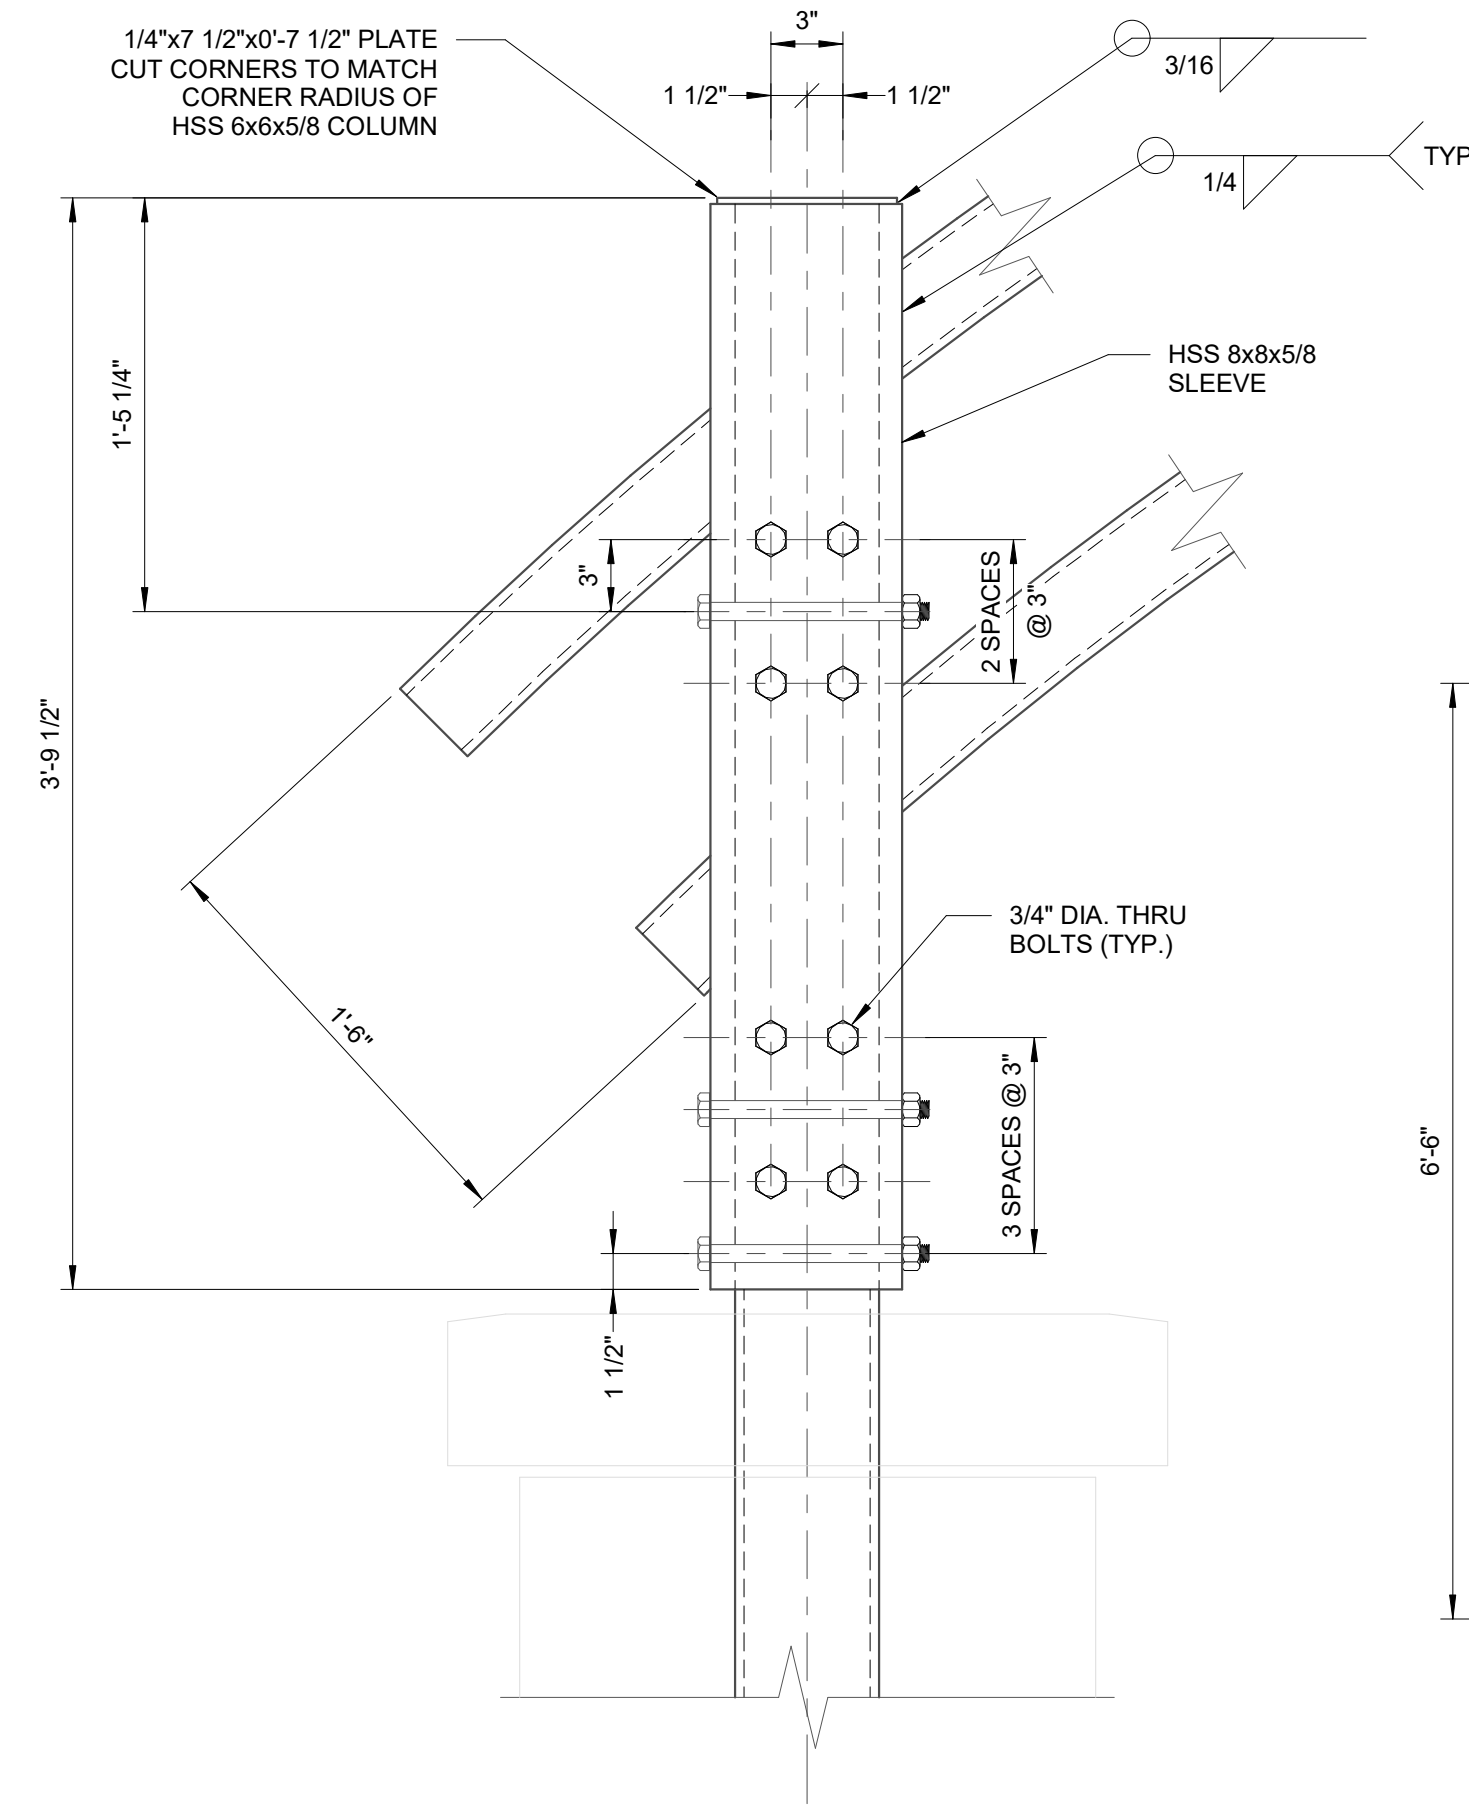 3"
1/4"x7 1/2"x0'-7 1/2" PLATE
CUT CORNERS TO MATCH
CORNER RADIUS OF
HSS 6x6x5/8 COLUMN
1 1/2"
1 1/2"
3/16
1/4
TYP
HSS 8x8x5/8
SLEEVE
1'-5 1/4"
3"
2 SPACES
@ 3"
3'-9 1/2"
3/4" DIA. THRU
BOLTS (TYP.)
1'-6"
3 SPACES @ 3"
6'-6"
1 1/2"